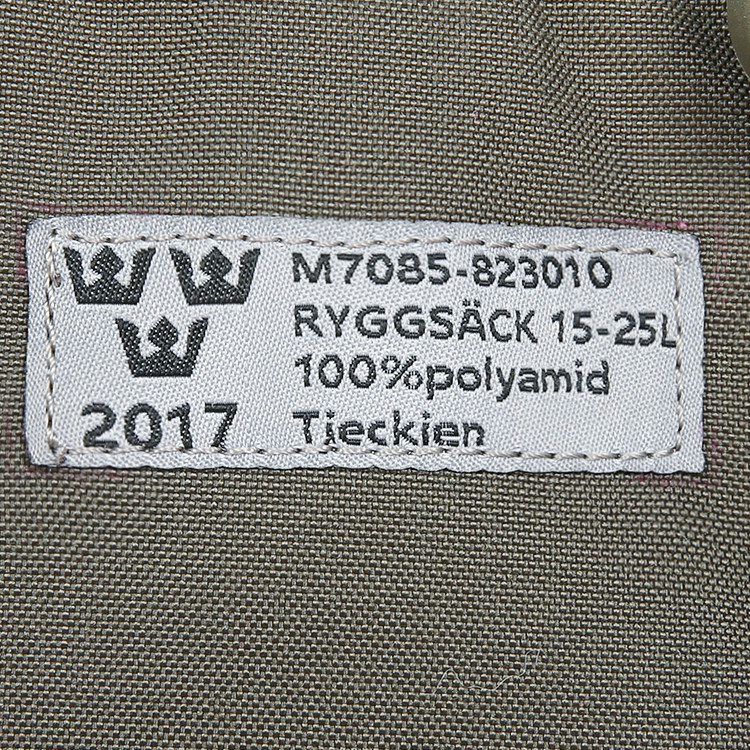 M7085-823010
RYGGSÄCK 15-25L
100%polyamid
Tieckien
2017